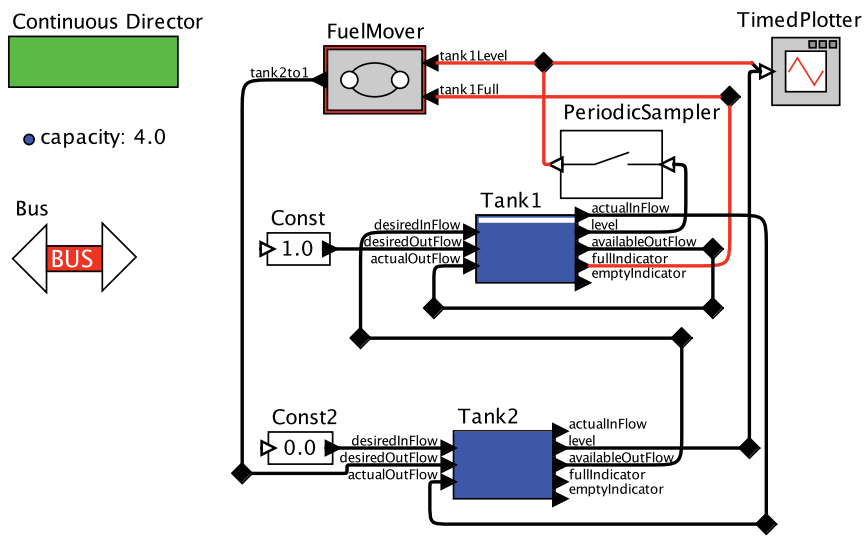 Continuous Director
TimedPlotter
FuelMover
tank1Level
tank2to1
tank1Full
PeriodicSampler
capacity: 4.0
Bus
BUS
Const
1.0
Tank1
desiredInFlow
desiredOutFlow
actualOutFlow
actualInFlow
level
availableOutFlow
fullIndicator
emptyIndicator
Const2
0.0
Tank2
desiredInFlow
desiredOutFlow
actualOutFlow
actualInFlow
level
availableOutFlow
fullIndicator
emptyIndicator